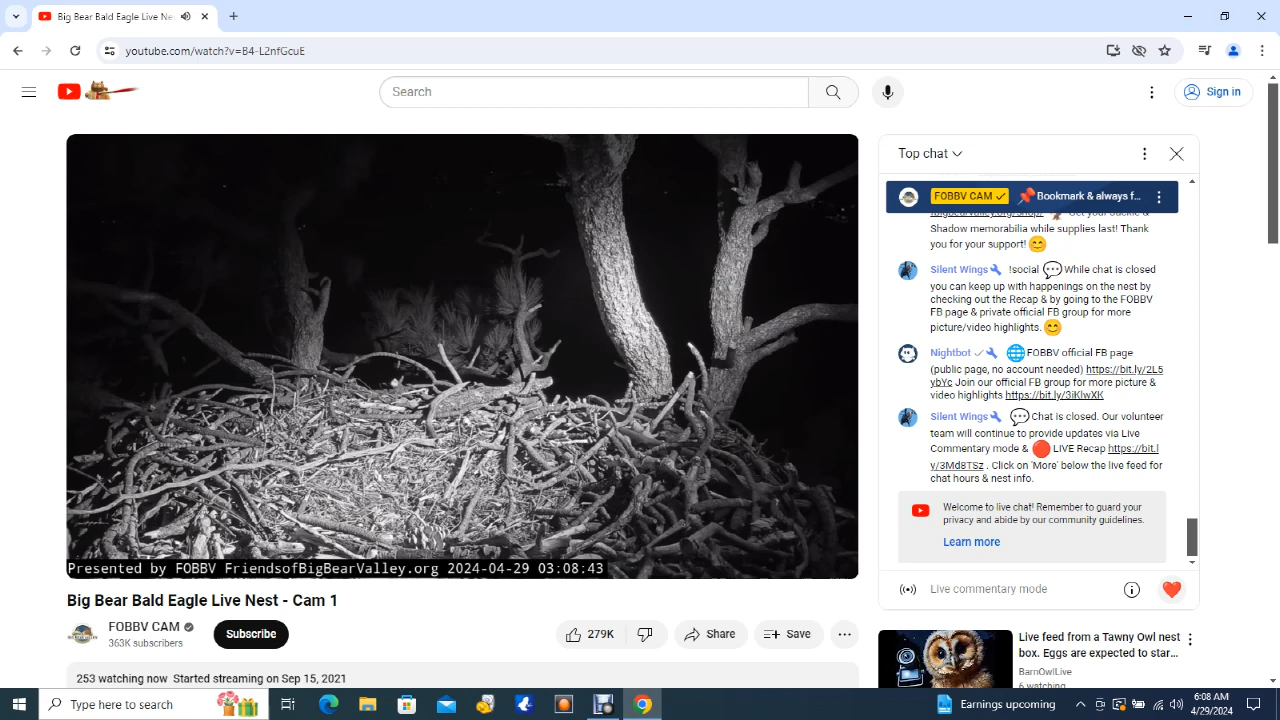 Big Bear Bald Eagle Live Ne
youtube.com/watch?v=B4-L2nfGcuE
Search
Sign in
Top chat
FOBBV CAM Bookmark & always f...
Shadow memorabilia while supplies last! Thank
you for your support!
Silent Wings !social While chat is closed
you can keep up with happenings on the nest by
checking out the Recap & by going to the FOBBV
FB page & private official FB group for more
picture/video highlights.
Nightbot FOBBV official FB page
(public page, no account needed) https://bit.ly/2L5
ybYc Join our official FB group for more picture &
video highlights https://bit.ly/3iKlwXK
Silent Wings Chat is closed. Our volunteer
team will continue to provide updates via Live
Commentary mode & LIVE Recap https://bit.l
y/3Md8TSz . Click on 'More' below the live feed for
chat hours & nest info.
Welcome to live chat! Remember to guard your
privacy and abide by our community guidelines.
Learn more
Live commentary mode
Presented by FOBBV FriendsofBigBearValley.org 2024-04-29 03:08:43
Big Bear Bald Eagle Live Nest - Cam 1
FOBBV CAM
363K subscribers
Subscribe
279K
Share
Save
253 watching now Started streaming on Sep 15, 2021
Live feed from a Tawny Owl nest
box. Eggs are expected to star...
BarnOwlLive
6 watching
Type here to search
Earnings upcoming
6:08 AM
4/29/2024